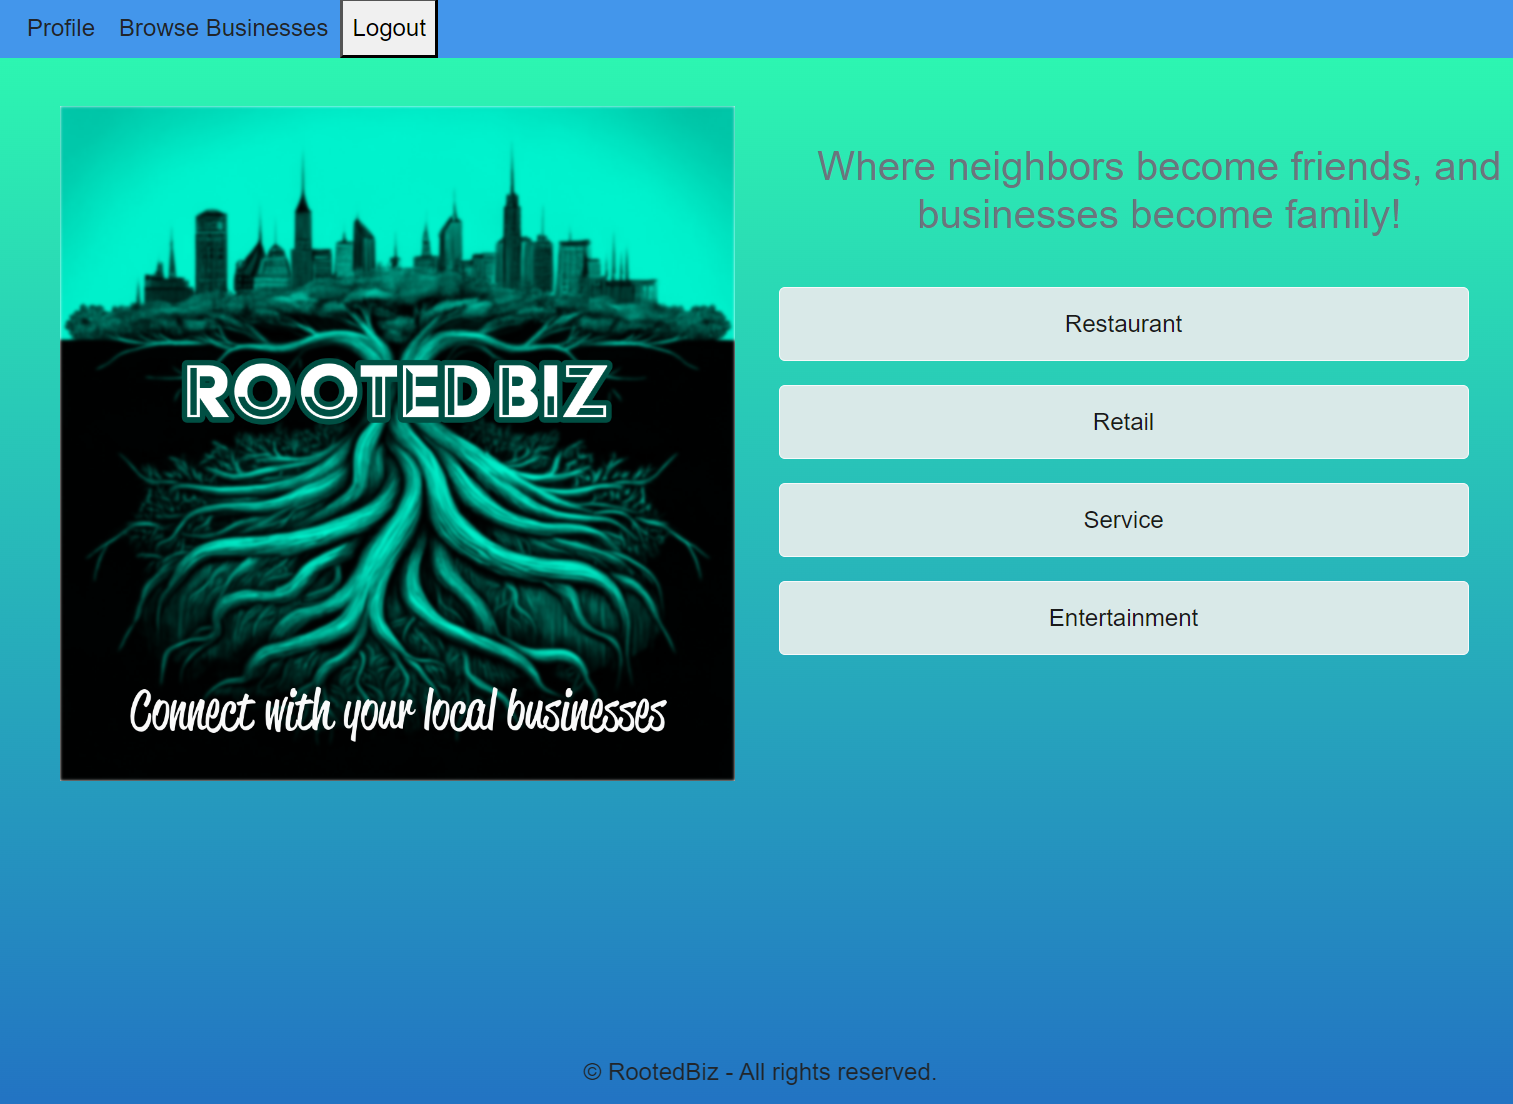 Profile Browse Businesses Logout
ROOTEDBIZ
Connect with your local businesses
Where neighbors become friends, and
businesses become family!
Restaurant
Retail
Service
Entertainment
© RootedBiz - All rights reserved.